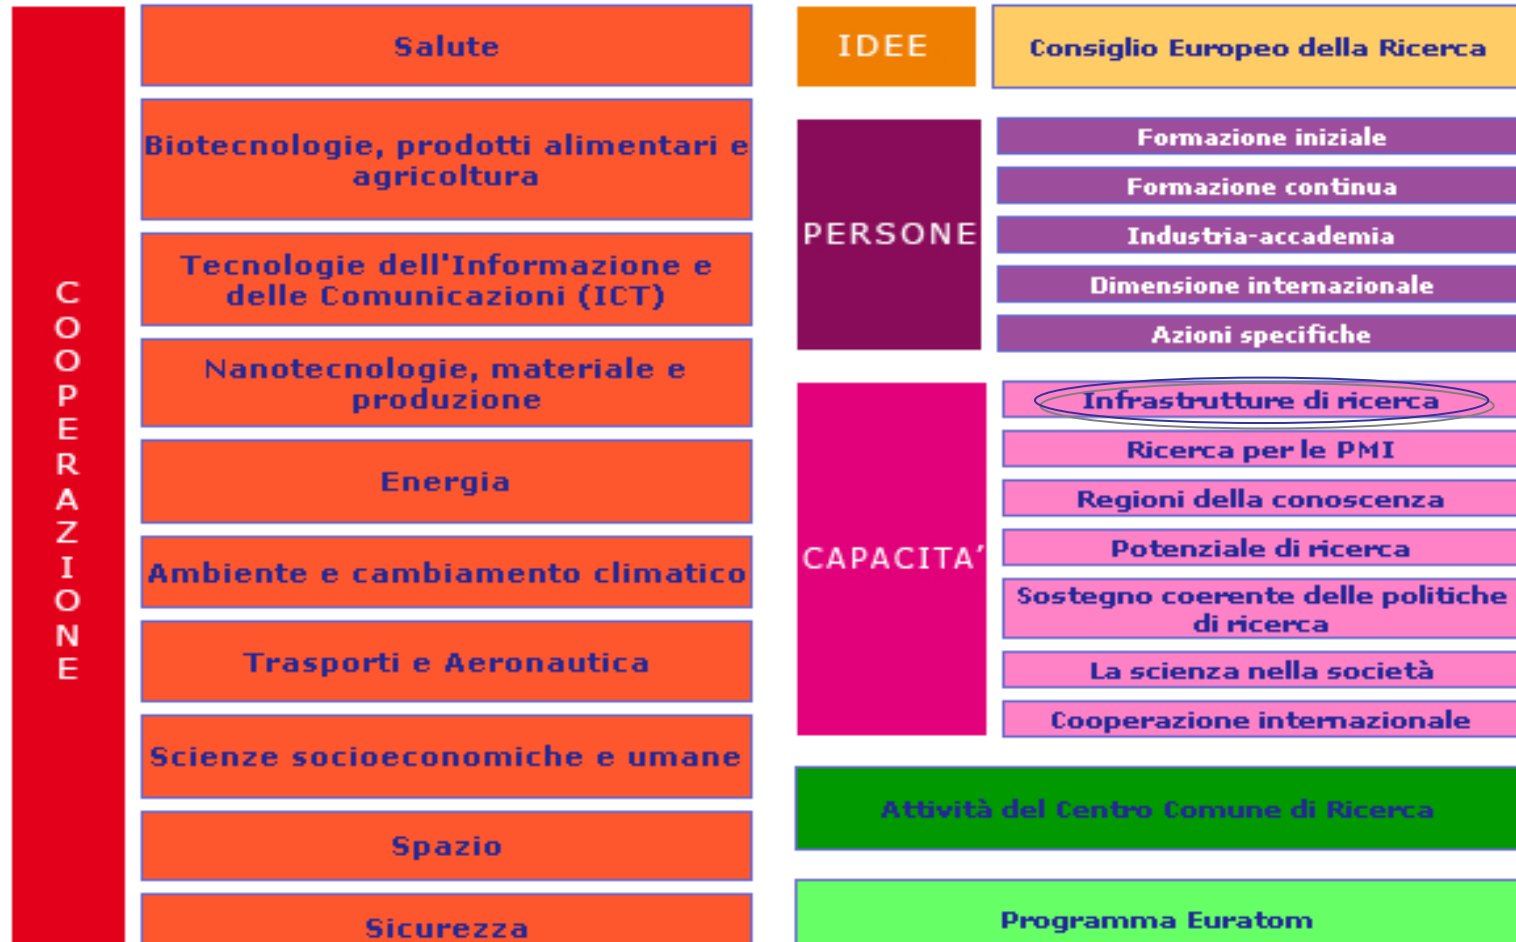 COOPERAZIONE
Salute
Biotecnologie, prodotti alimentari e
agricoltura
Tecnologie dell'Informazione e
delle Comunicazioni (ICT)
Nanotecnologie, materiale e
produzione
Energia
Ambiente e cambiamento climatico
Trasporti e Aeronautica
Scienze socioeconomiche e umane
Spazio
Sicurezza
IDEE
Consiglio Europeo della Ricerca
PERSONE
Formazione iniziale
Formazione continua
Industria-accademia
Dimensione internazionale
Azioni specifiche
CAPACITA’
Infrastrutture di ricerca
Ricerca per le PMI
Regioni della conoscenza
Potenziale di ricerca
Sostegno coerente delle politiche
di ricerca
La scienza nella società
Cooperazione internazionale
Attività del Centro Comune di Ricerca
Programma Euratom